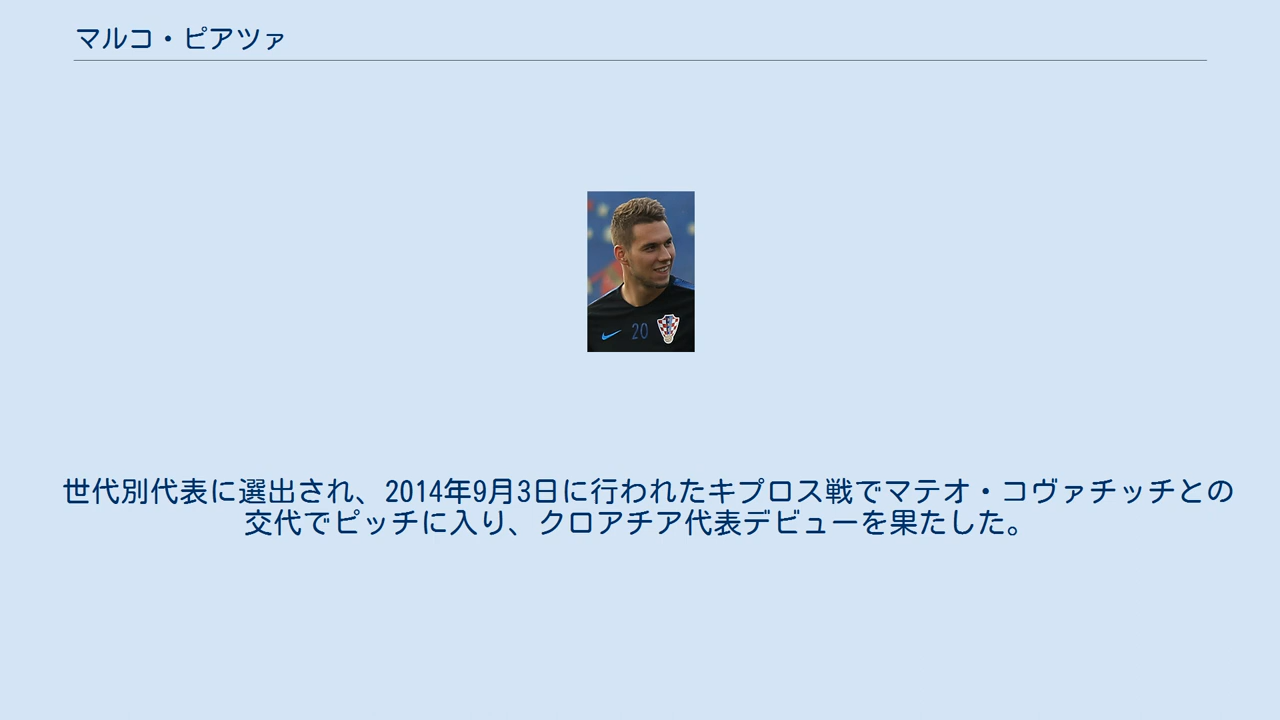 マルコ・ピアツァ
20
世代別代表に選出され、2014年9月3日に行われたキプロス戦でマテオ・コヴァチッチとの
交代でピッチに入り、クロアチア代表デビューを果たした。